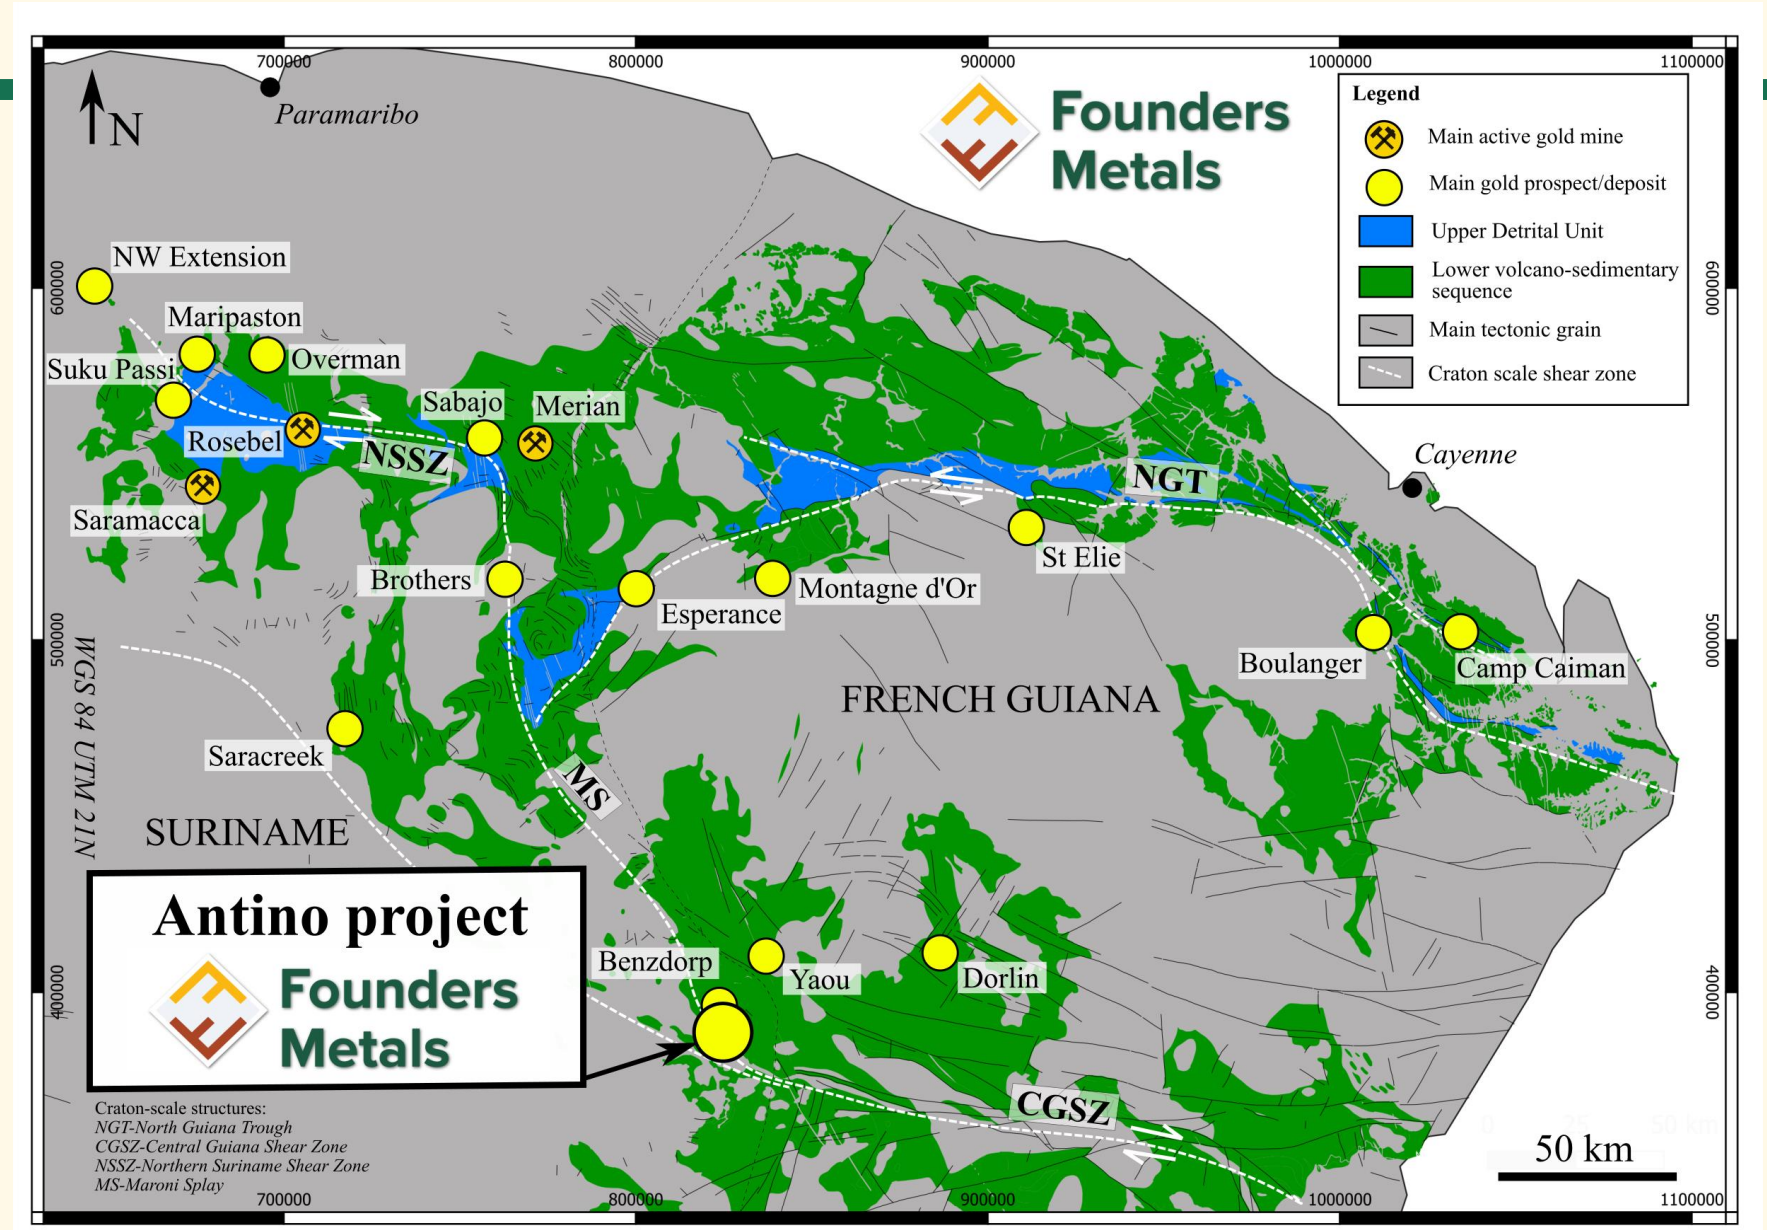 700000
800000
900000
1000000
1100000
Paramaribo
N
Founders
Metals
Legend
Main active gold mine
Main gold prospect/deposit
Upper Detrital Unit
Lower volcano-sedimentary
sequence
Main tectonic grain
Craton scale shear zone
600000
600000
NW Extension
Maripaston
Suku Passi
Overman
Rosebel
NSSZ
Sabajo
Merian
Saramacca
NGT
Cayenne
Brothers
Esperance
Montagne d'Or
St Elie
500000
500000
WGS 84 UTM 21N
Boulanger
Camp Caiman
FRENCH GUIANA
Saracreek
MS
SURINAME
Antino project
Founders
Metals
Benzdorp
Yaou
Dorlin
400000
400000
CGSZ
Craton-scale structures:
NGT-North Guiana Trough
CGSZ-Central Guiana Shear Zone
NSSZ-Northern Suriname Shear Zone
MS-Maroni Splay
0 25 50 km
50 km
700000
800000
900000
1000000
1100000